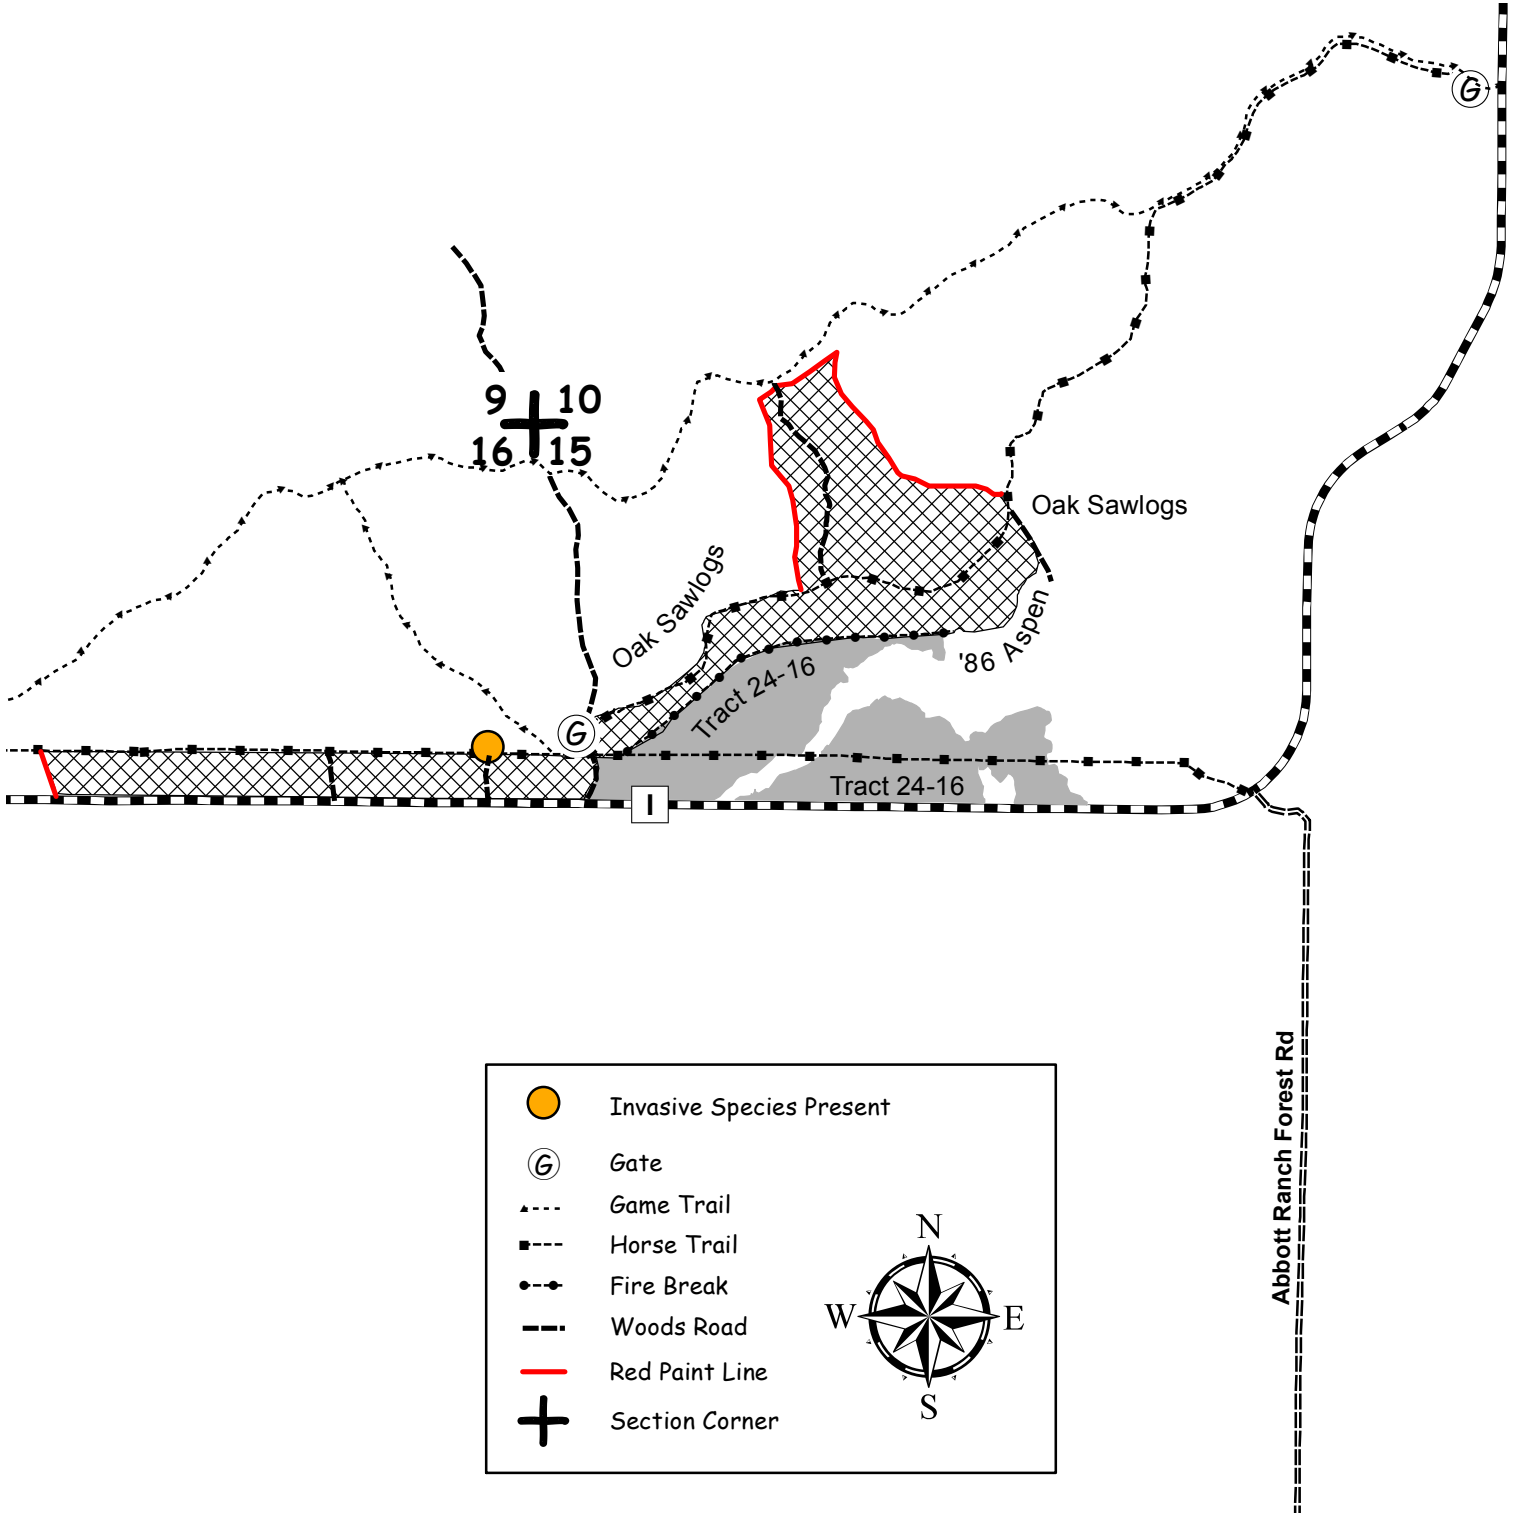 G
9 10
16 15
Oak Sawlogs
Oak Sawlogs
'86 Aspen
Tract 24-16
G
Tract 24-16
I
Abbott Ranch Forest Rd
Invasive Species Present
G Gate
Game Trail
Horse Trail
Fire Break
Woods Road
Red Paint Line
Section Corner
N
W E
S